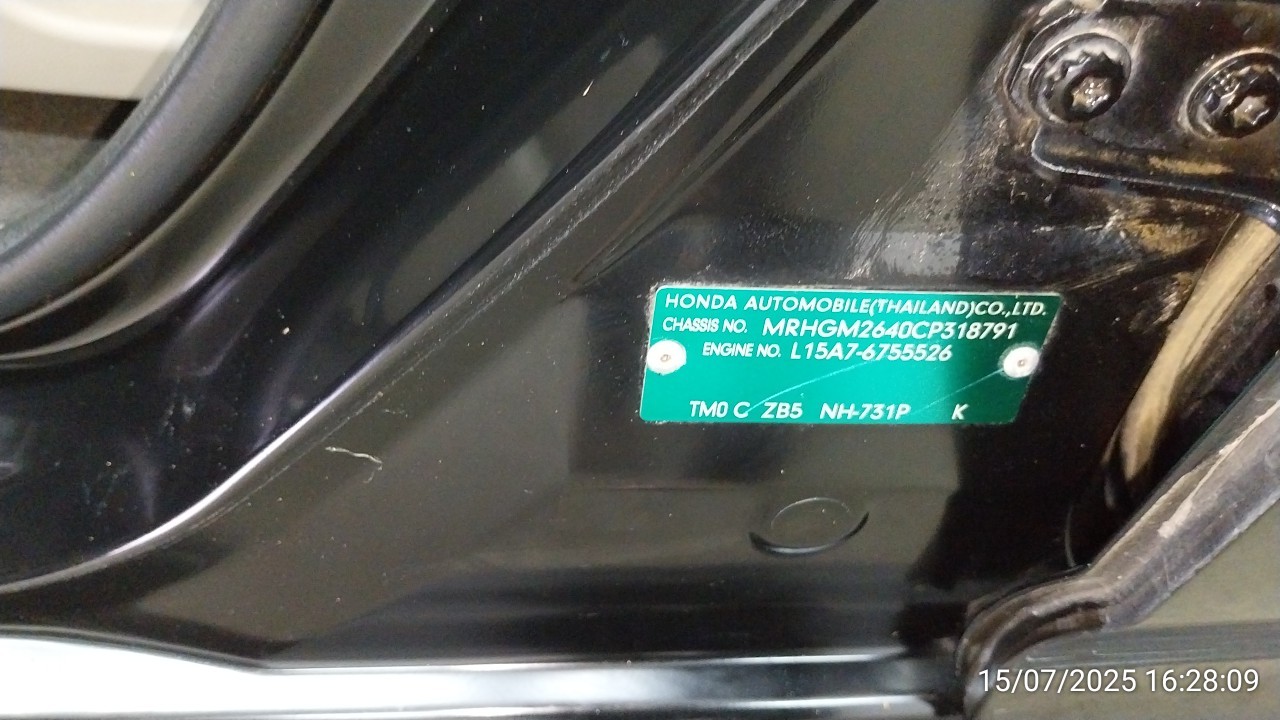 HONDA AUTOMOBILE(THAILAND)CO.,LTD.
CHASSIS NO. MRHGM2640CP318791
ENGINE NO. L15A7-6755526
TM0 C ZB5 NH-731P K
15/07/2025 16:28:09